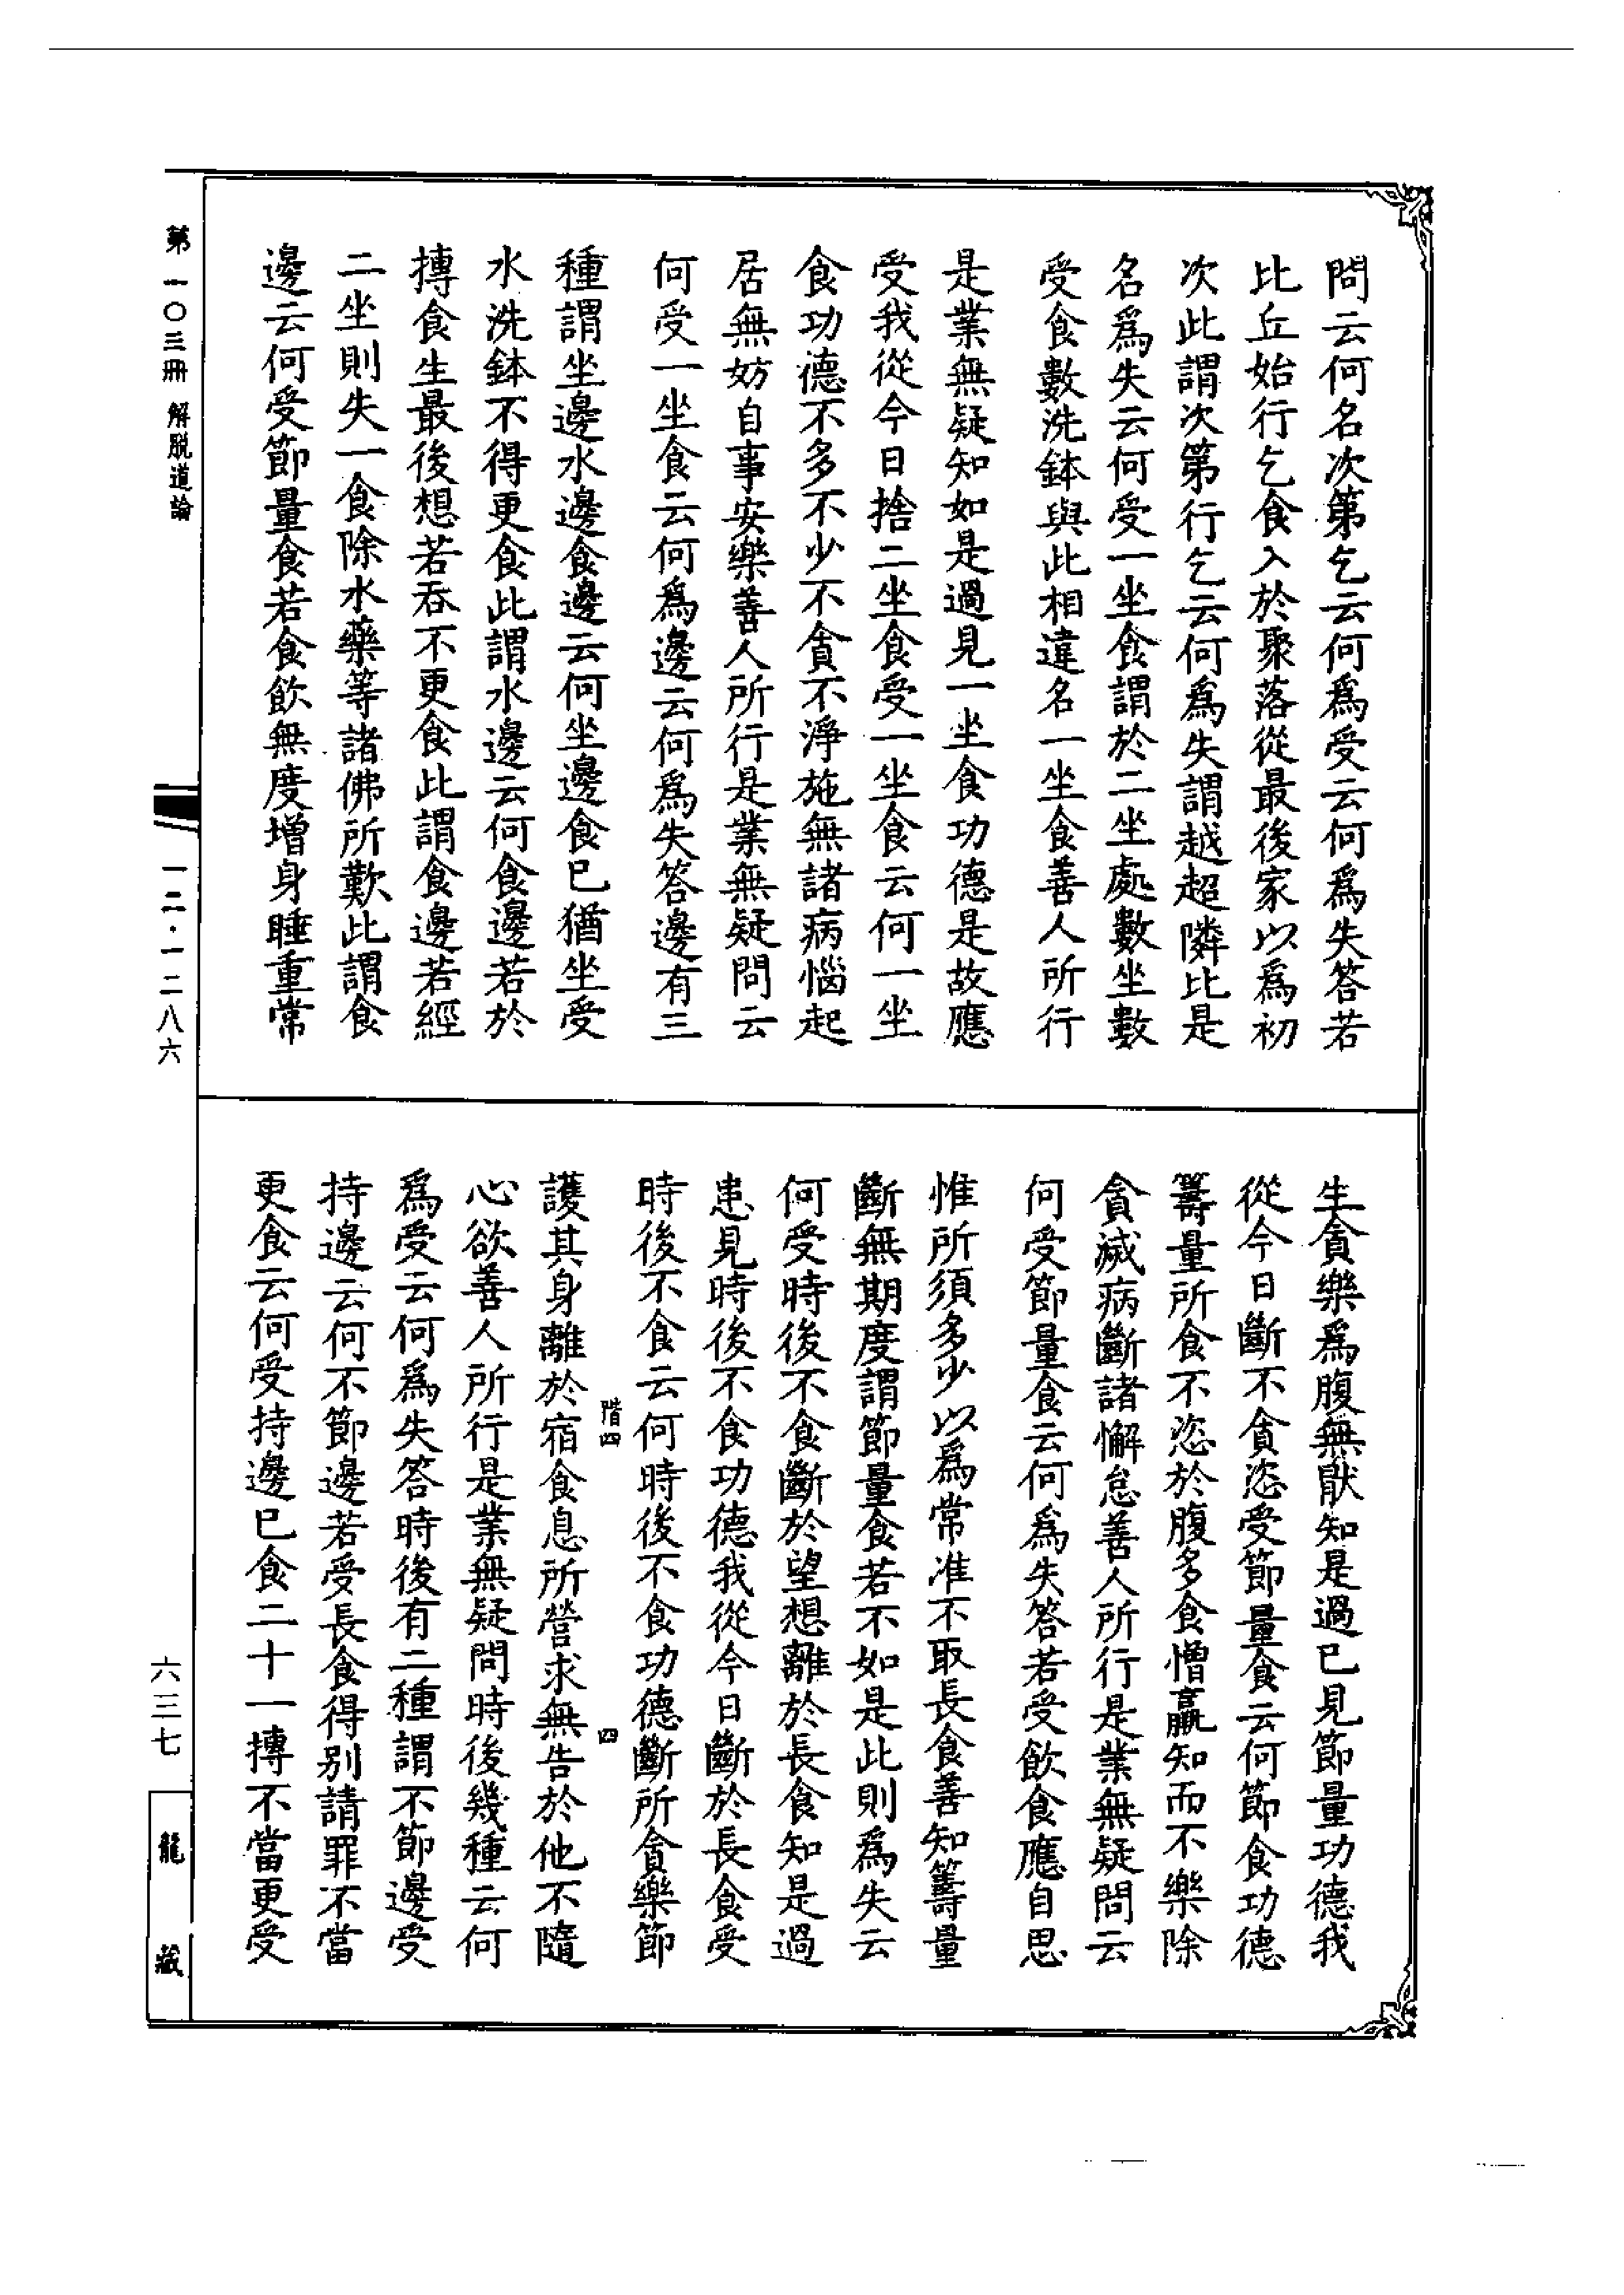 問云何名次第乞云何爲受云何爲失答若
比丘始行乞食入於聚落從最後家以爲初
次此謂次第行乞云何爲失謂越超隣比是
名爲失云何受一坐食謂於二坐處數坐數
受食數洗鉢與此相違名一坐食善人所行
是業無疑知如是過見一坐食功德是故應
受我從今日捨二坐食受一坐食云何一坐
食功德不多不少不貪不淨施無諸病惱起
居無妨自事安樂善人所行是業無疑問云
何受一坐食云何爲邊云何爲失答邊有三
種謂坐邊水邊食邊云何坐邊食已猶坐受
水洗鉢不得更食此謂水邊云何食邊若於
摶食生最後想若吞不更食此謂食邊若經
二坐則失一食除水藥等諸佛所歎此謂食
邊云何受節量食若食飲無度增身睡重常
生貪樂爲腹無猒知是過已見節量功德我
從今日斷不貪恣受節量食云何節食功德
籌量所食不恣於腹多食憎羸知而不樂除
貪滅病斷諸懈怠善人所行是業無疑問云
何受節量食云何爲失答若受飲食應自思
惟所須多少以爲常准不取長食善知籌量
斷無期度謂節量食若不如是此則爲失云
何受時後不食斷於望想離於長食知是過
患見時後不食功德我從今日斷於長食受
時後不食云何時後不食功德斷所貪樂節
護其身離於宿食息所營求無告於他不隨
心欲善人所行是業無疑問時後幾種云何
爲受云何爲失答時後有二種謂不節邊受
持邊云何不節邊若受長食得別請罪不當
更食云何受持邊已食二十一摶不當更受
階四
四
第一〇三冊 解脫道論
一二·一二八六
六三七
龍藏